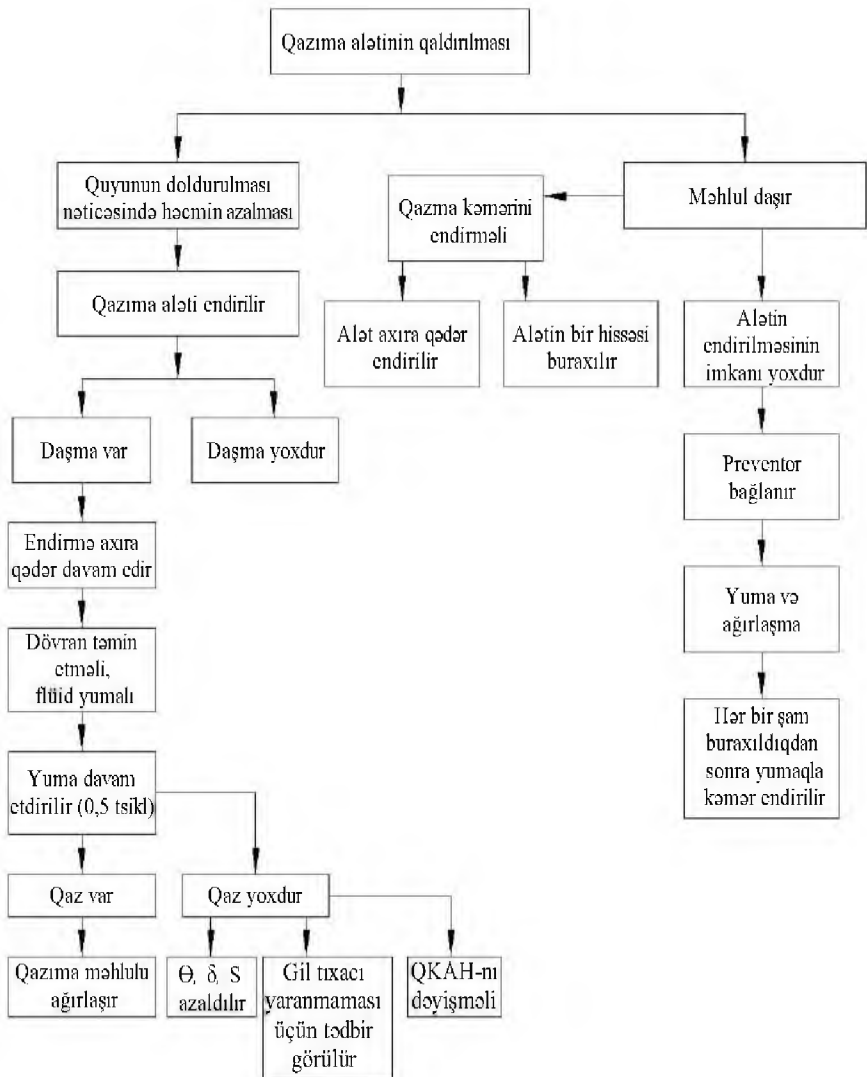 Qazıma alətinin qaldırılması
Quyunun doldurulması
nəticəsində həcmin azalması
Qazma kəmərini
endirməli
Məhlul daşır
Qazıma aləti endirilir
Alət axıra qədər
endirilir
Alətin bir hissəsi
buraxılır
Alətin
endirilməsinin
imkanı yoxdur
Daşma var
Daşma yoxdur
Preventor
bağlanır
Endirmə axıra
qədər davam edir
Yuma və
ağırlaşma
Dövran təmin
etməli,
flüid yumalı
Hər bir şam
buraxıldıqdan
sonra yumaqla
kəmər endirilir
Yuma davam
etdirilir (0,5 tsikl)
Qaz var
Qaz yoxdur
Qazıma məhlulu
ağırlaşır
Θ, δ, S
azaldılır
Gil tıxacı
yaranmaması
üçün tədbir
görülür
QKAH-nı
dəyişməli